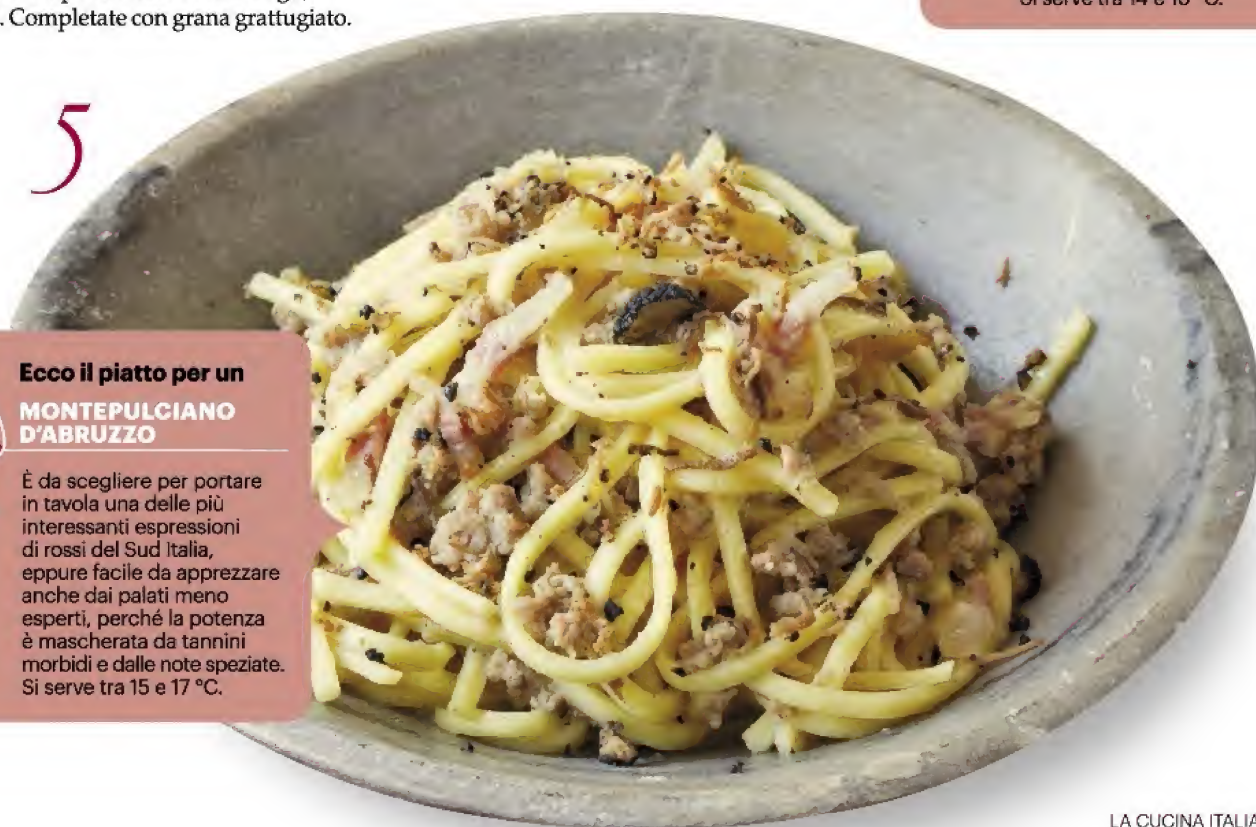 . Completate con grana grattugiato.
5
Ecco il piatto per un
MONTEPULCIANO
D'ABRUZZO
È da scegliere per portare
in tavola una delle più
interessanti espressioni
di rossi del Sud Italia,
eppure facile da apprezzare
anche dai palati meno
esperti, perché la potenza
è mascherata da tannini
morbidi e dalle note speziate.
Si serve tra 15 e 17 °C.
LA CUCINA ITALIA